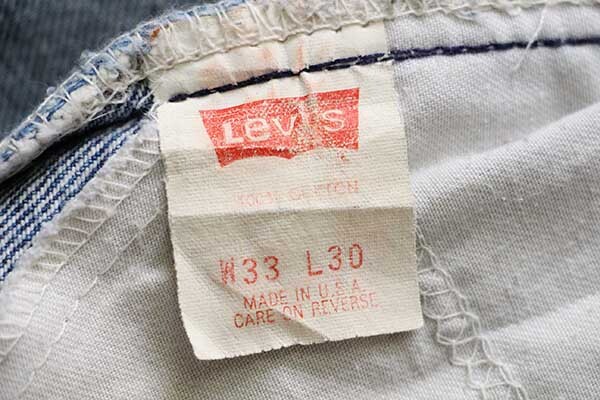 Levi's
100% COTTON
W33 L30
MADE IN U.S.A.
CARE ON REVERSE